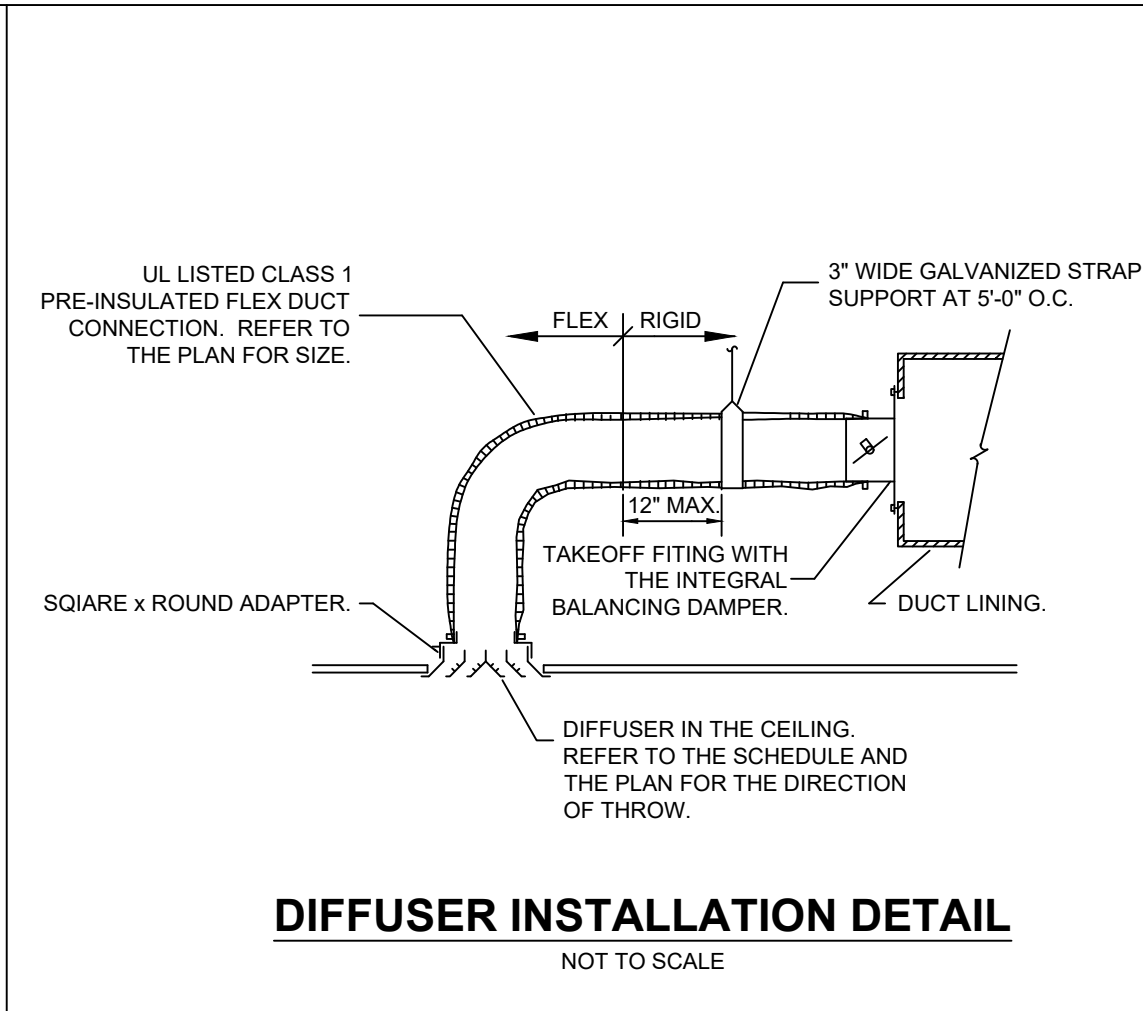 UL LISTED CLASS 1
PRE-INSULATED FLEX DUCT
CONNECTION. REFER TO
THE PLAN FOR SIZE.
FLEX
RIGID
3" WIDE GALVANIZED STRAP
SUPPORT AT 5'-0" O.C.
12" MAX.
TAKEOFF FITING WITH
THE INTEGRAL
BALANCING DAMPER.
DUCT LINING.
SQIARE x ROUND ADAPTER.
DIFFUSER IN THE CEILING.
REFER TO THE SCHEDULE AND
THE PLAN FOR THE DIRECTION
OF THROW.
DIFFUSER INSTALLATION DETAIL
NOT TO SCALE